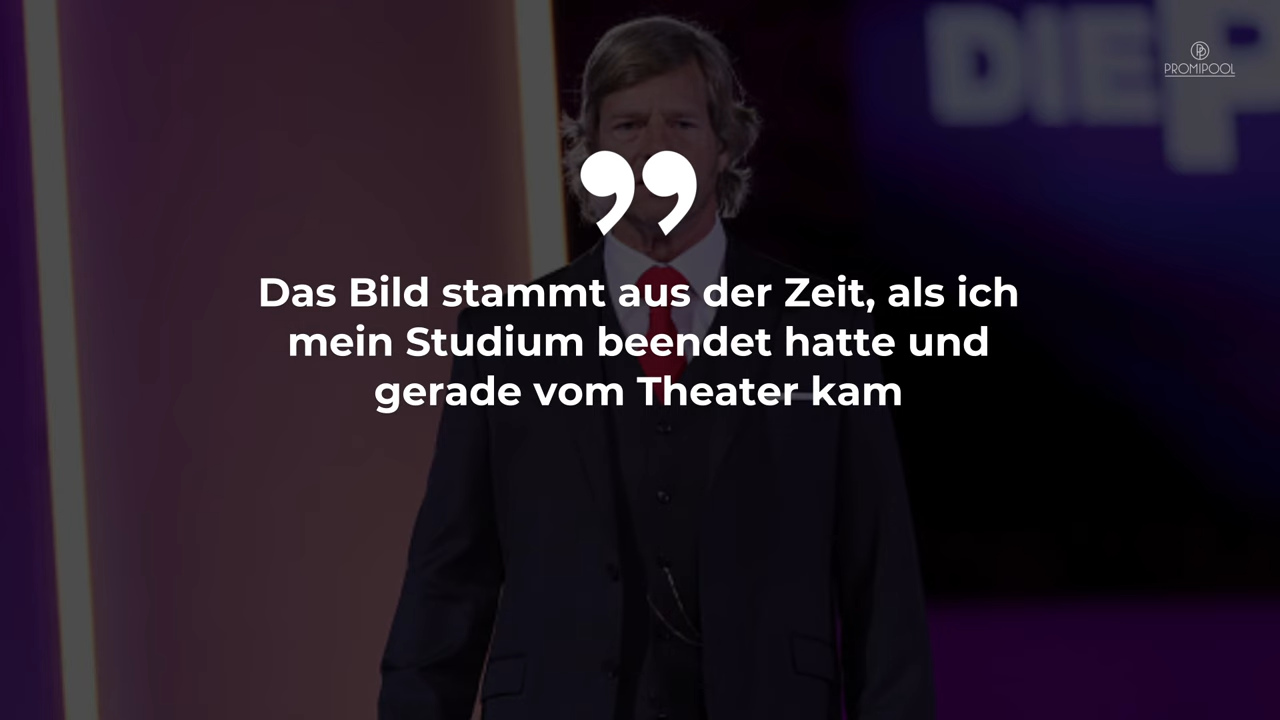 DIE P
PROMIPOOL
”
Das Bild stammt aus der Zeit, als ich
mein Studium beendet hatte und
gerade vom Theater kam